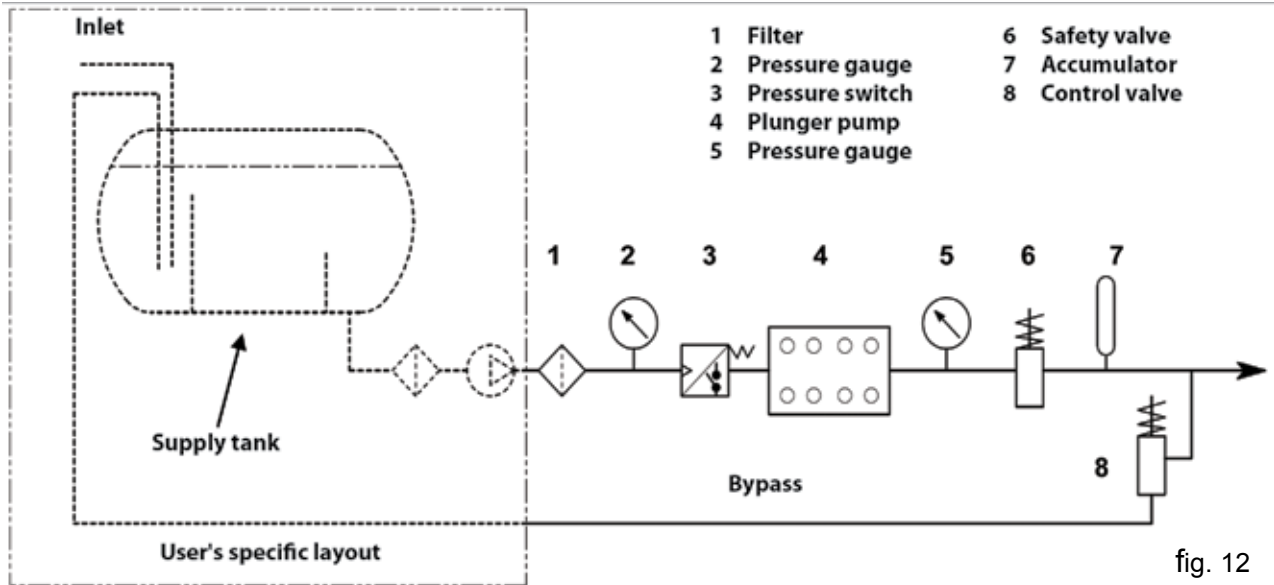 Inlet
1 Filter
2 Pressure gauge
3 Pressure switch
4 Plunger pump
5 Pressure gauge
6 Safety valve
7 Accumulator
8 Control valve
1 2 3 4 5 6 7
Supply tank
8
Bypass
User's specific layout
fig. 12